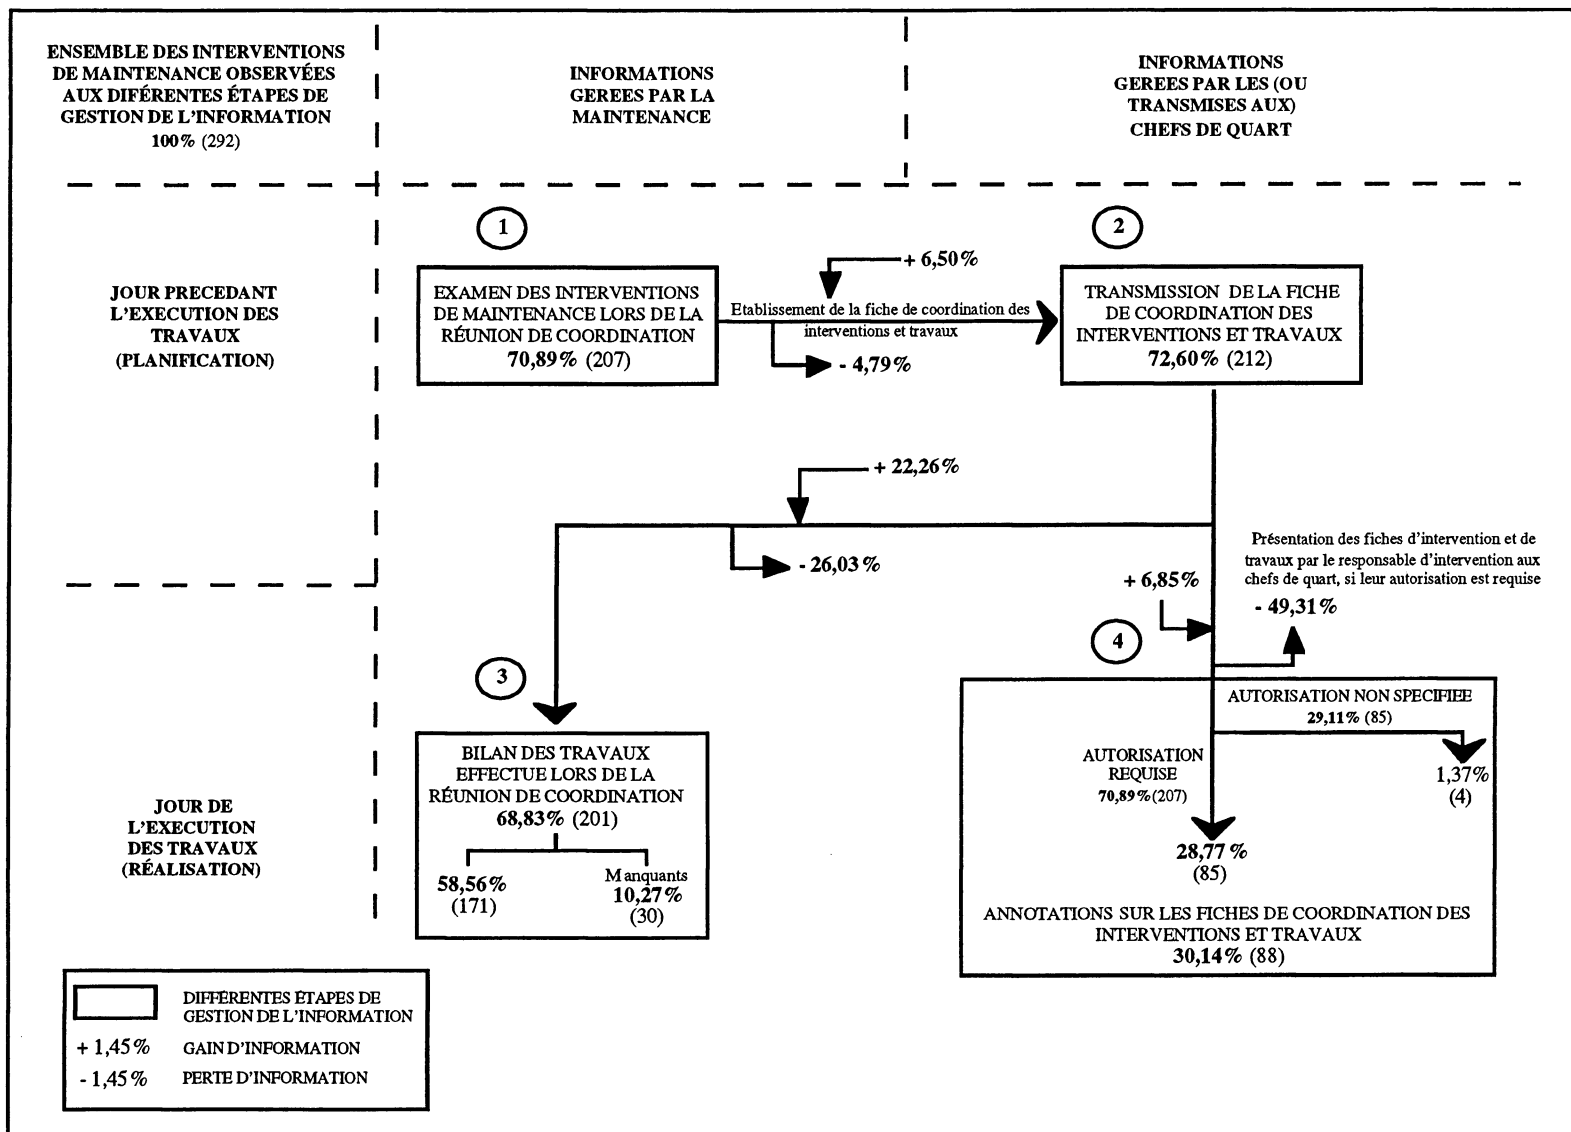 ENSEMBLE DES INTERVENTIONS
DE MAINTENANCE OBSERVÉES
AUX DIFÉRENTES ÉTAPES DE
GESTION DE L'INFORMATION
100% (292)
INFORMATIONS
GEREES PAR LA
MAINTENANCE
INFORMATIONS
GEREES PAR LES (OU
TRANSMISES AUX)
CHEFS DE QUART
JOUR PRECEDANT
L'EXECUTION DES
TRAVAUX
(PLANIFICATION)
1
EXAMEN DES INTERVENTIONS
DE MAINTENANCE LORS DE LA
RÉUNION DE COORDINATION
70,89% (207)
+ 6,50%
Etablissement de la fiche de coordination des
interventions et travaux
- 4,79%
2
TRANSMISSION DE LA FICHE
DE COORDINATION DES
INTERVENTIONS ET TRAVAUX
72,60% (212)
+ 22,26%
- 26,03%
Présentation des fiches d'intervention et de
travaux par le responsable d'intervention aux
chefs de quart, si leur autorisation est requise
+ 6,85%
- 49,31%
JOUR DE
L'EXECUTION
DES TRAVAUX
(RÉALISATION)
3
BILAN DES TRAVAUX
EFFECTUE LORS DE LA
RÉUNION DE COORDINATION
68,83% (201)
58,56%
(171)
Manquants
10,27%
(30)
4
AUTORISATION NON SPECIFIEE
29,11% (85)
AUTORISATION
REQUISE
70,89% (207)
1,37%
(4)
28,77%
(85)
ANNOTATIONS SUR LES FICHES DE COORDINATION DES
INTERVENTIONS ET TRAVAUX
30,14% (88)
DIFFÉRENTES ÉTAPES DE
GESTION DE L'INFORMATION
+ 1,45% GAIN D'INFORMATION
- 1,45% PERTE D'INFORMATION